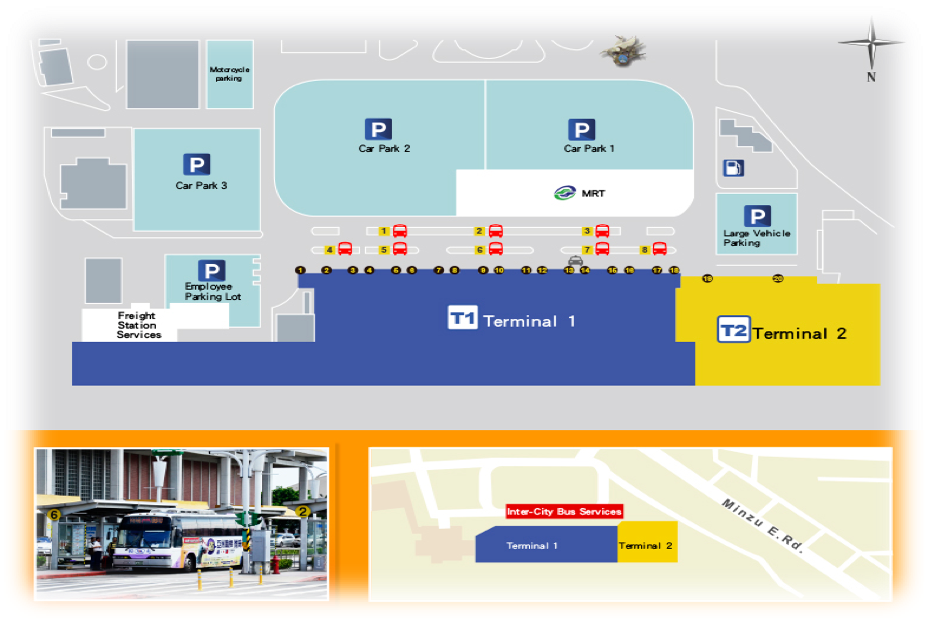 N
Motorcycle
parking
P
Car Park 2
P
Car Park 1
P
Car Park 3
MRT
P
Large Vehicle
Parking
1
2
3
4
5
6
7
8
P
Employee
Parking Lot
1
2
3
4
5
6
7
8
9
10
11
12
13
14
15
16
17
18
19
20
Freight
Station
Services
T1 Terminal 1
T2 Terminal 2
6
2
Inter-City Bus Services
Terminal 1
Terminal 2
Minzu E.Rd.